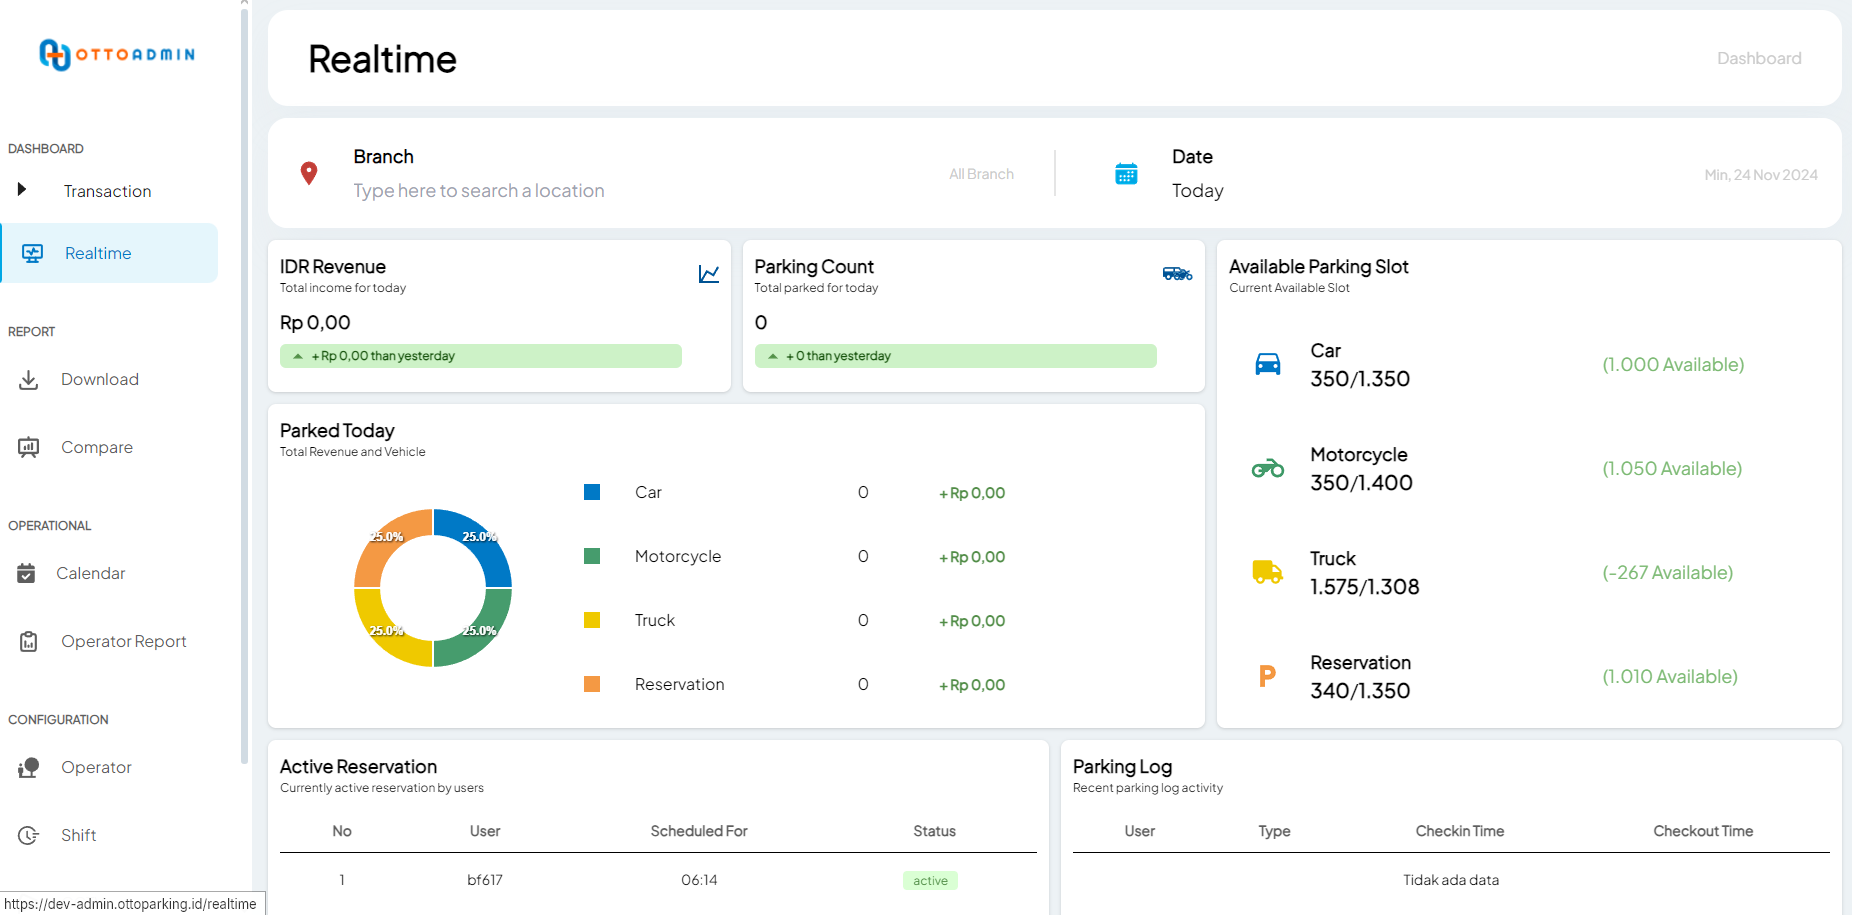 OTTOADMIN
DASHBOARD
Transaction
Realtime
REPORT
Download
Compare
OPERATIONAL
Calendar
Operator Report
CONFIGURATION
Operator
Shift
https://dev-admin.ottoparking.id/realtime
Realtime
Dashboard
Branch
Type here to search a location
All Branch
Date
Today
Min, 24 Nov 2024
IDR Revenue
Total income for today
Rp 0,00
+ Rp 0,00 than yesterday
Parking Count
Total parked for today
0
+ 0 than yesterday
Available Parking Slot
Current Available Slot
Car
350/1.350
(1.000 Available)
Motorcycle
350/1.400
(1.050 Available)
Truck
1.575/1.308
(-267 Available)
P
Reservation
340/1.350
(1.010 Available)
Parked Today
Total Revenue and Vehicle
25.0%
25.0%
25.0%
25.0%
Car 0 + Rp 0,00
Motorcycle 0 + Rp 0,00
Truck 0 + Rp 0,00
Reservation 0 + Rp 0,00
Active Reservation
Currently active reservation by users
No User Scheduled For Status
1 bf617 06:14 active
Parking Log
Recent parking log activity
User Type Checkin Time Checkout Time
Tidak ada data